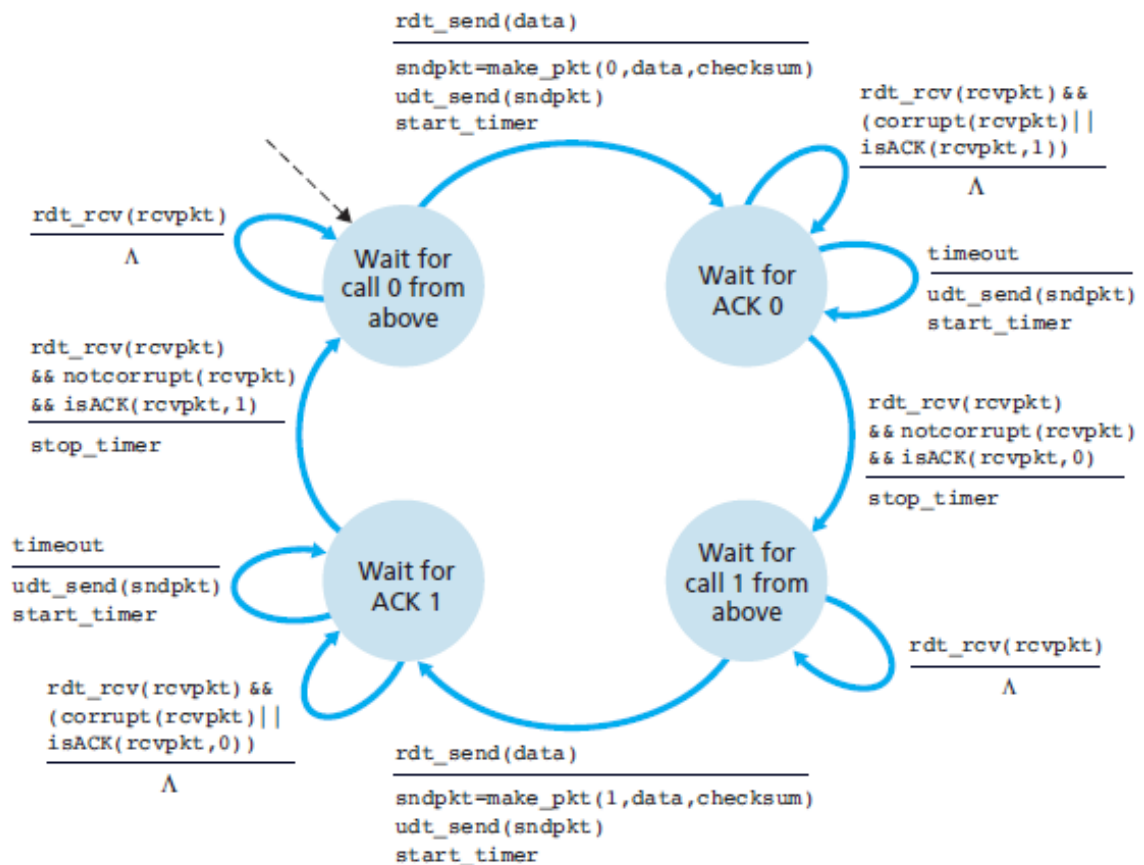 rdt_send(data)
sndpkt=make_pkt(0,data,checksum)
udt_send(sndpkt)
start_timer
rdt_rcv(rcvpkt) &&
(corrupt(rcvpkt)||
isACK(rcvpkt,1))
Λ
rdt_rcv(rcvpkt)
Λ
Wait for
call 0 from
above
Wait for
ACK 0
timeout
udt_send(sndpkt)
start_timer
rdt_rcv(rcvpkt)
&& notcorrupt(rcvpkt)
&& isACK(rcvpkt,1)
stop_timer
rdt_rcv(rcvpkt)
&& notcorrupt(rcvpkt)
&& isACK(rcvpkt,0)
stop_timer
timeout
udt_send(sndpkt)
start_timer
Wait for
ACK 1
Wait for
call 1 from
above
rdt_rcv(rcvpkt) &&
(corrupt(rcvpkt)||
isACK(rcvpkt,0))
Λ
rdt_rcv(rcvpkt)
Λ
rdt_send(data)
sndpkt=make_pkt(1,data,checksum)
udt_send(sndpkt)
start_timer